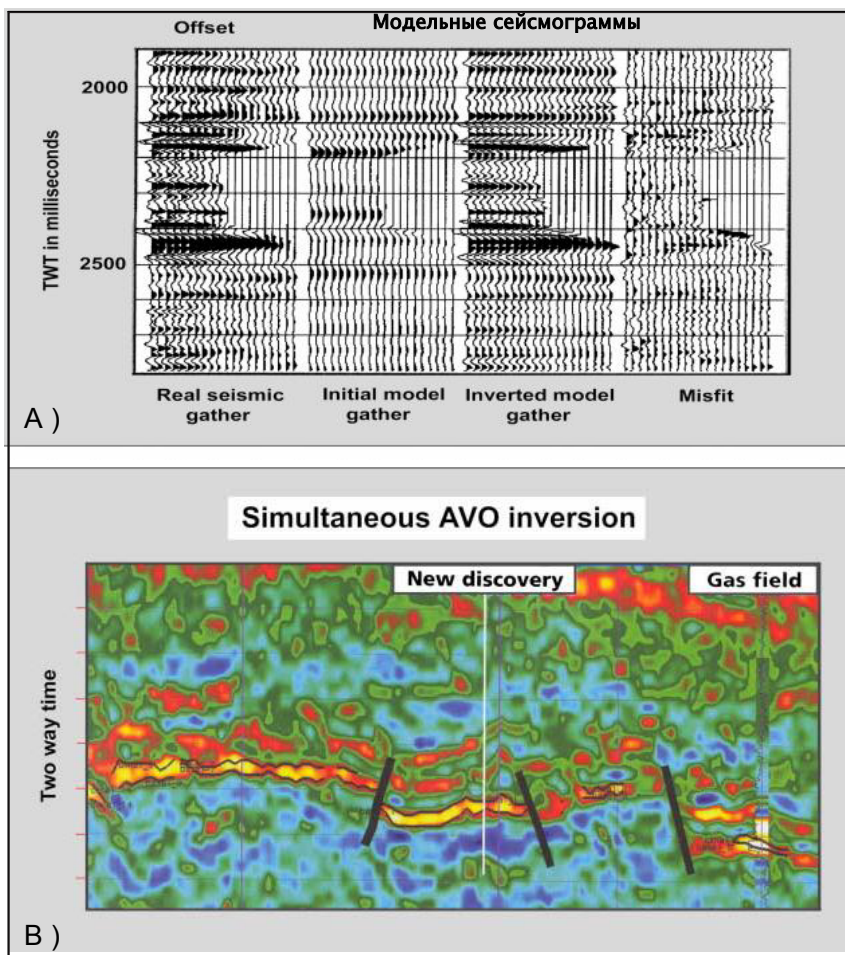 Модельные сейсмограммы
Offset
2000
2500
TWT in milliseconds
Real seismic
gather
Initial model
gather
Inverted model
gather
Misfit
A )
Simultaneous AVO inversion
New discovery
Gas field
Two way time
B )